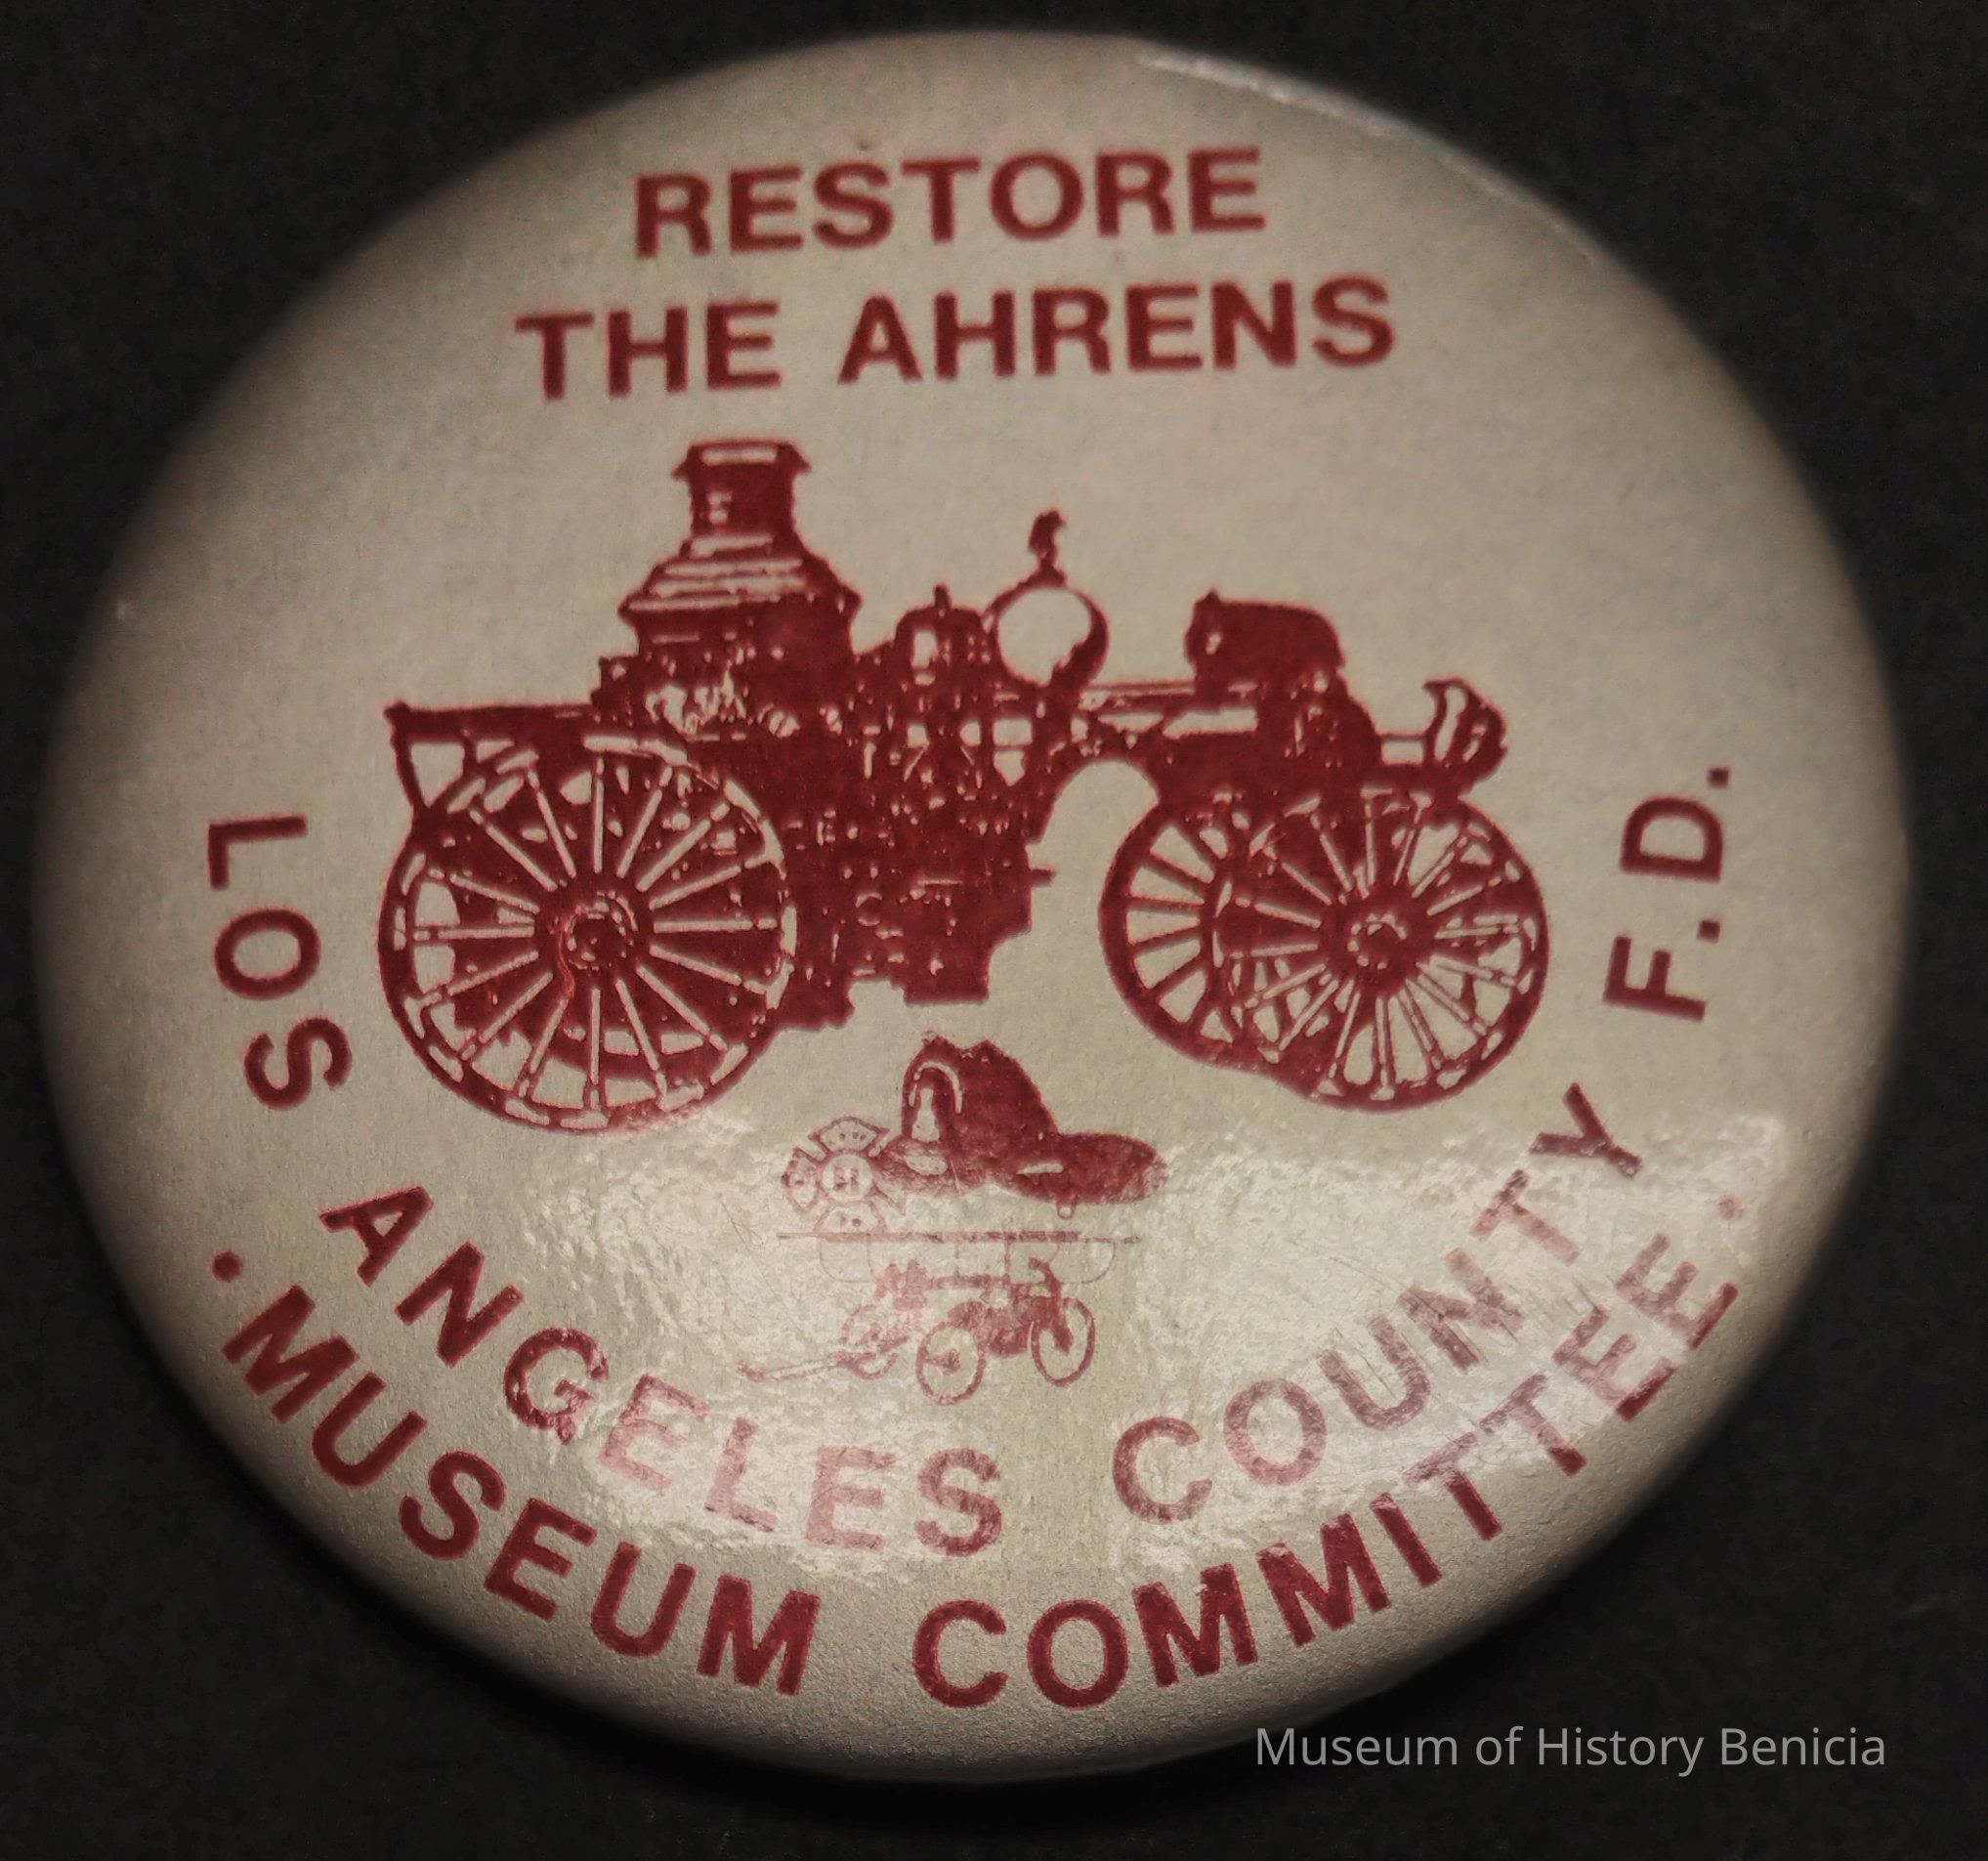 RESTORE
THE AHRENS
LOS ANGELES COUNTY F.D.
· MUSEUM COMMITTEE ·
Museum of History Benicia